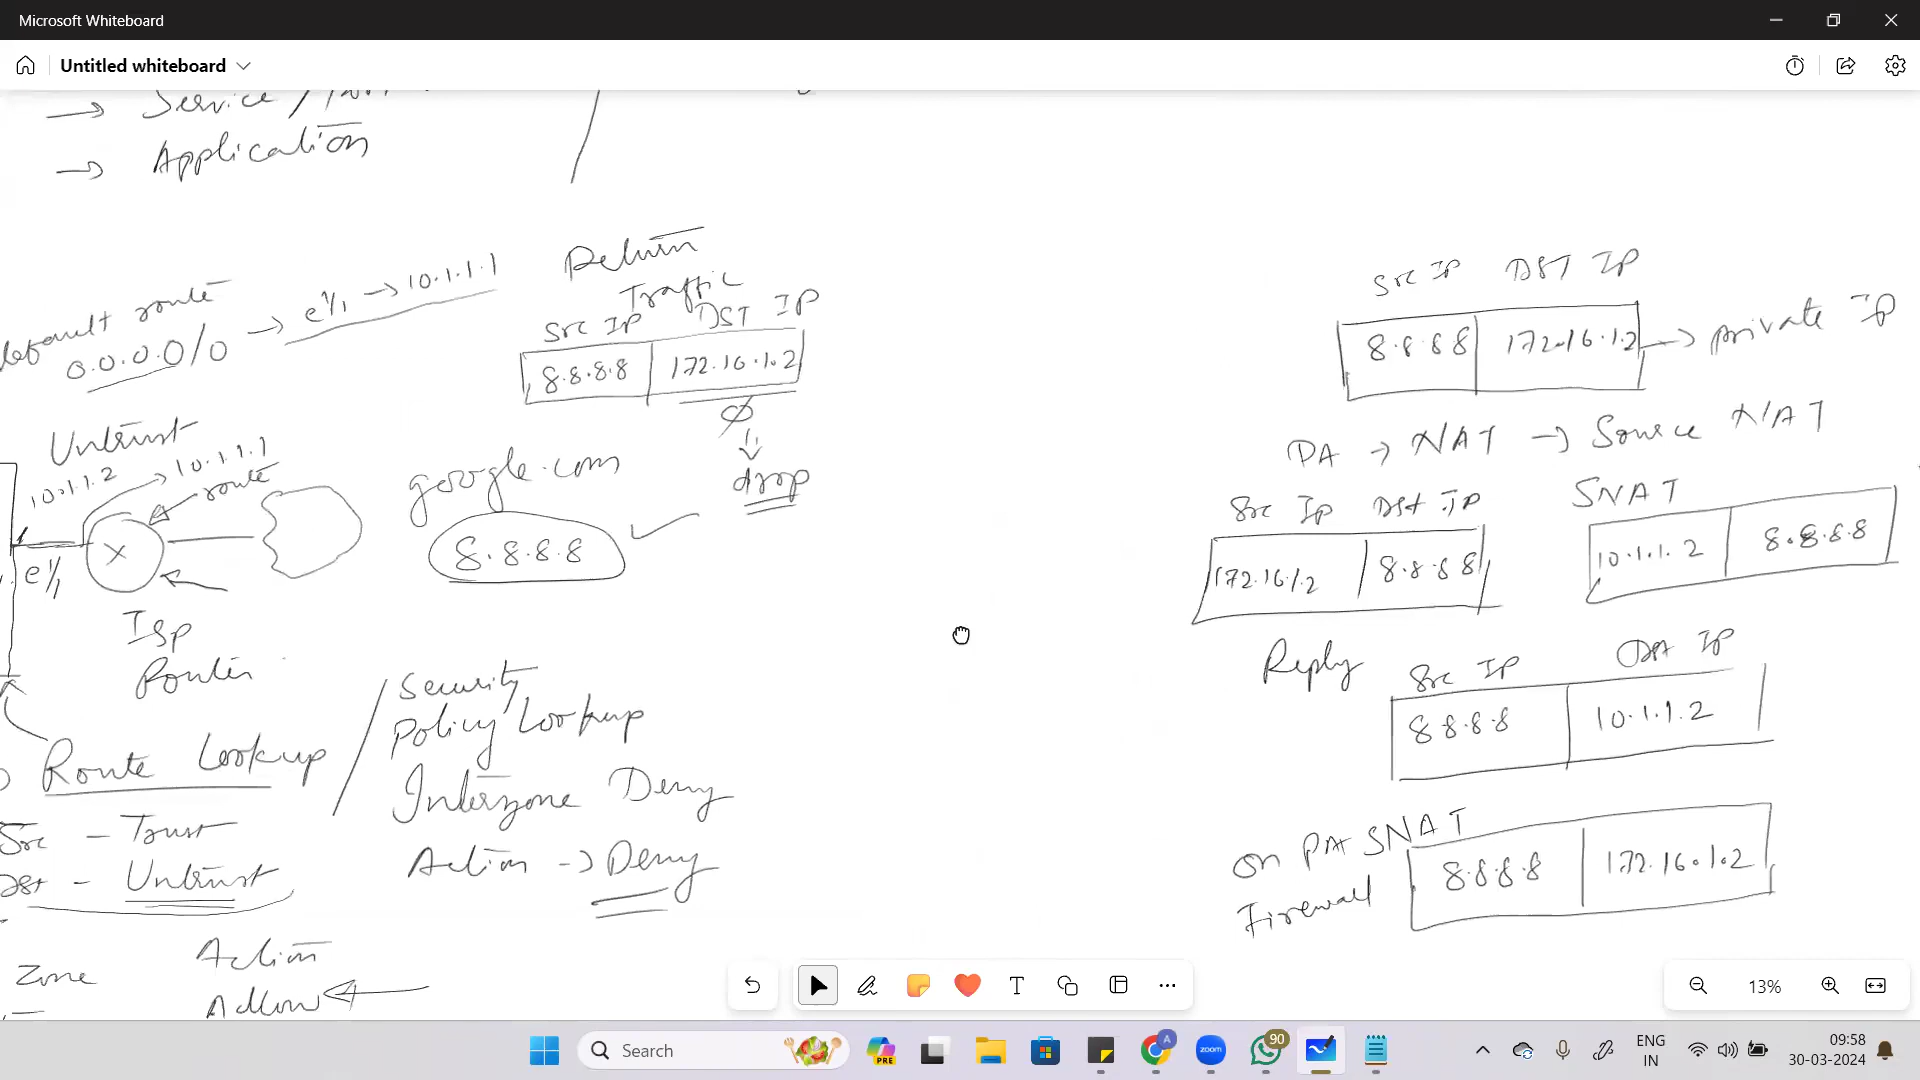 Microsoft Whiteboard
Untitled whiteboard
→ Service /
→ Application
default route
0.0.0.0/0 → e1/1 → 10.1.1.1
Return
Traffic
Src IP DST IP
8.8.8.8 172.16.1.2
drop
Untrust
10.1.1.2
10.1.1.1
route
e1/1
X
ISP
Router
google.com
8.8.8.8
Route Lookup
Src - Trust
Dst - Untrust
Security
Policy Lookup
Interzone Deny
Action → Deny
Zone
Action
Allow
Src IP DST IP
8.8.8.8 172.16.1.2 → private IP
PA → NAT → Source NAT
Src IP Dst IP
172.16.1.2 8.8.8.8
SNAT
10.1.1.2 8.8.8.8
Reply
Src IP IP
8.8.8.8 10.1.1.2
on PA SNAT
Firewall
8.8.8.8 172.16.1.2
13%
Search
PRE
A
zoom
90
ENG
IN
09:58
30-03-2024